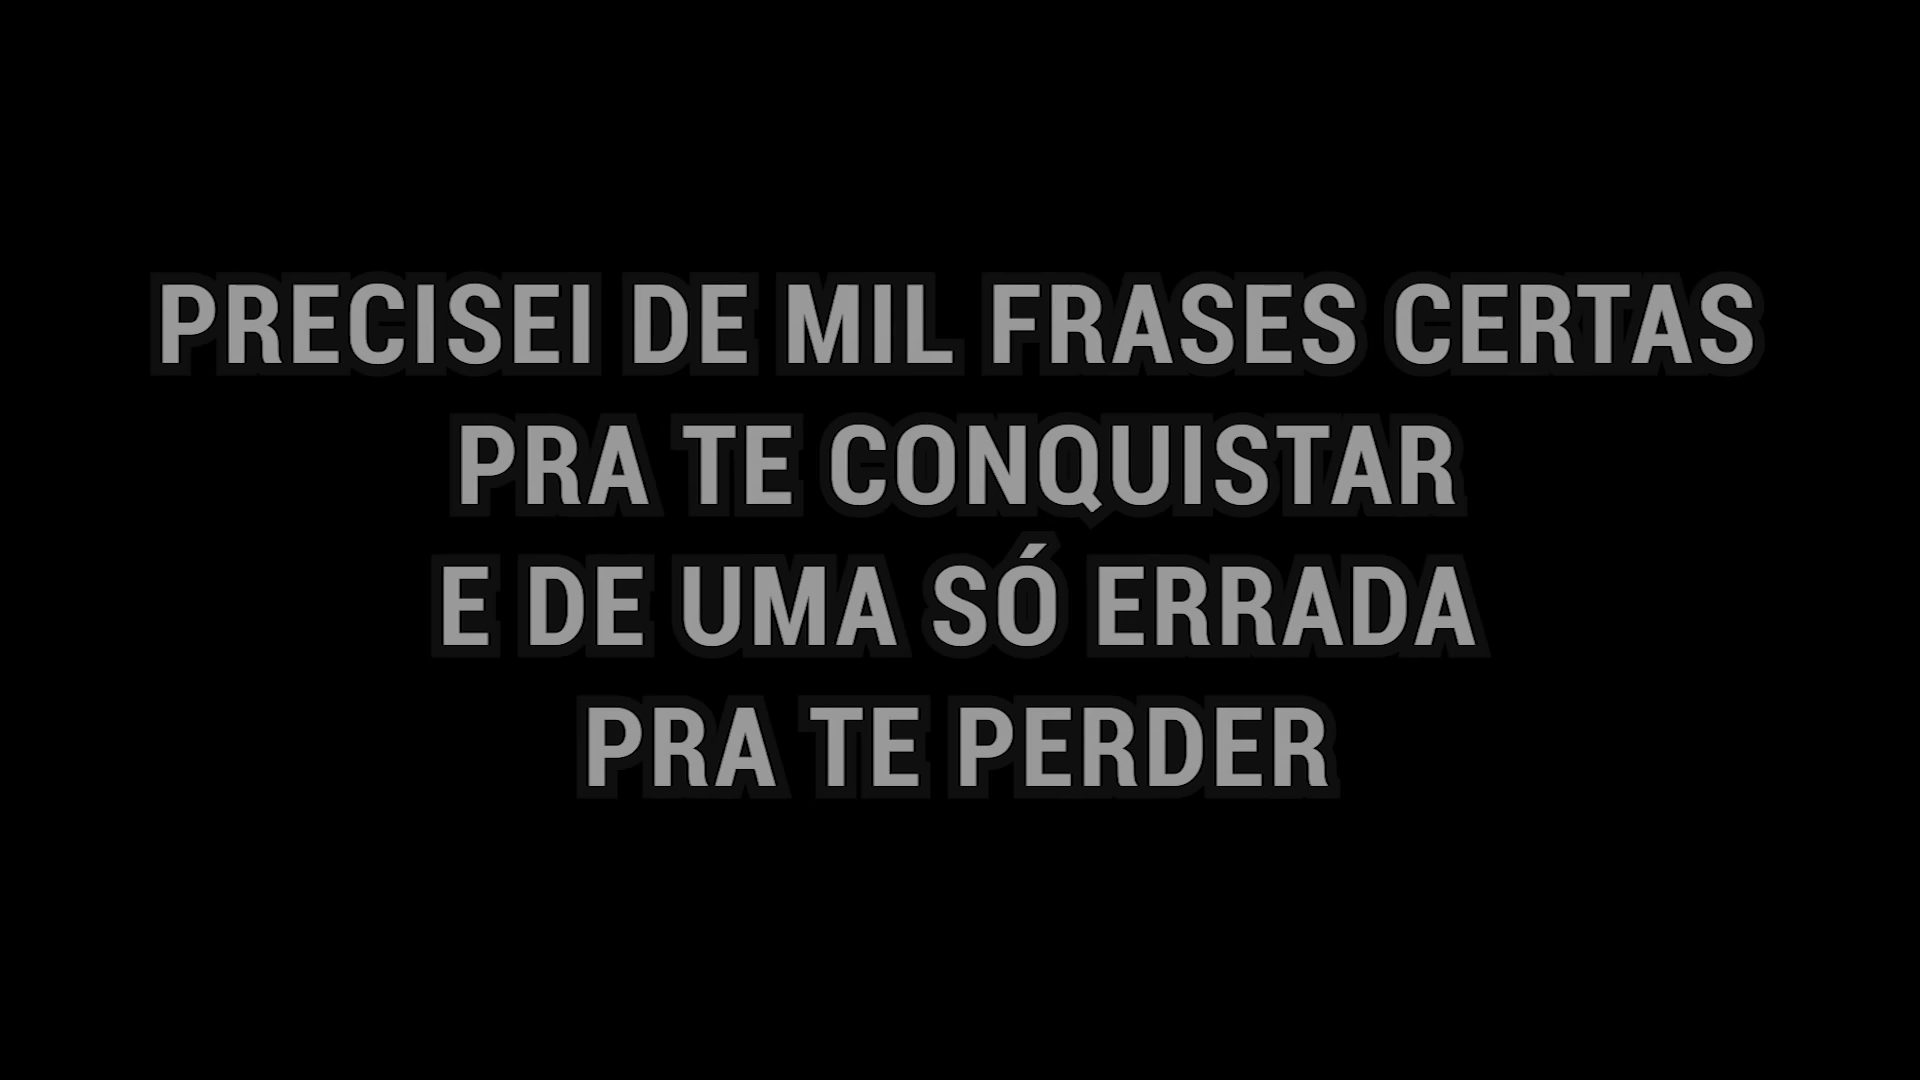 PRECISEI DE MIL FRASES CERTAS
PRA TE CONQUISTAR
E DE UMA SÓ ERRADA
PRA TE PERDER